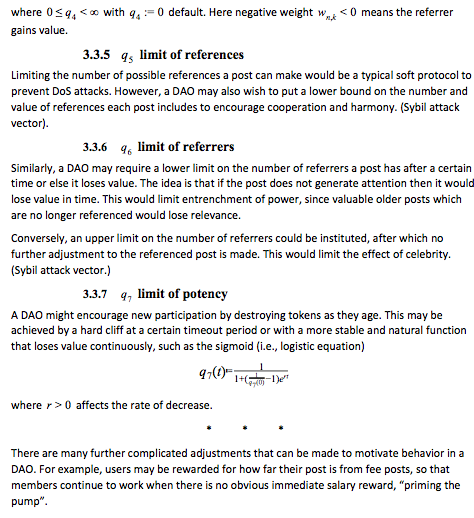 where 0 ≤ q₄ < ∞ with q₄ := 0 default. Here negative weight wₙ,ₖ < 0 means the referrer
gains value.
3.3.5 q₅ limit of references
Limiting the number of possible references a post can make would be a typical soft protocol to
prevent DoS attacks. However, a DAO may also wish to put a lower bound on the number and
value of references each post includes to encourage cooperation and harmony. (Sybil attack
vector).
3.3.6 q₆ limit of referrers
Similarly, a DAO may require a lower limit on the number of referrers a post has after a certain
time or else it loses value. The idea is that if the post does not generate attention then it would
lose value in time. This would limit entrenchment of power, since valuable older posts which
are no longer referenced would lose relevance.
Conversely, an upper limit on the number of referrers could be instituted, after which no
further adjustment to the referenced post is made. This would limit the effect of celebrity.
(Sybil attack vector.)
3.3.7 q₇ limit of potency
A DAO might encourage new participation by destroying tokens as they age. This may be
achieved by a hard cliff at a certain timeout period or with a more stable and natural function
that loses value continuously, such as the sigmoid (i.e., logistic equation)
q₇(t)=1/(1+(1/q₇(0)−1)eʳᵗ)
where r > 0 affects the rate of decrease.
* * *
There are many further complicated adjustments that can be made to motivate behavior in a
DAO. For example, users may be rewarded for how far their post is from fee posts, so that
members continue to work when there is no obvious immediate salary reward, “priming the
pump”.